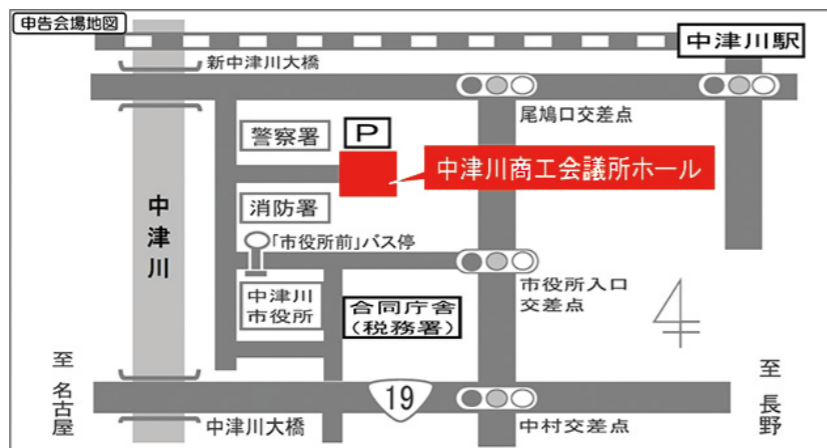 申告会場地図
中津川駅
新中津川大橋
尾鳩口交差点
警察署
P
中津川商工会議所ホール
消防署
中津川
「市役所前」バス停
中津川
市役所
合同庁舎
(税務署)
市役所入口
交差点
至 名古屋
19
至 長野
中津川大橋
中村交差点